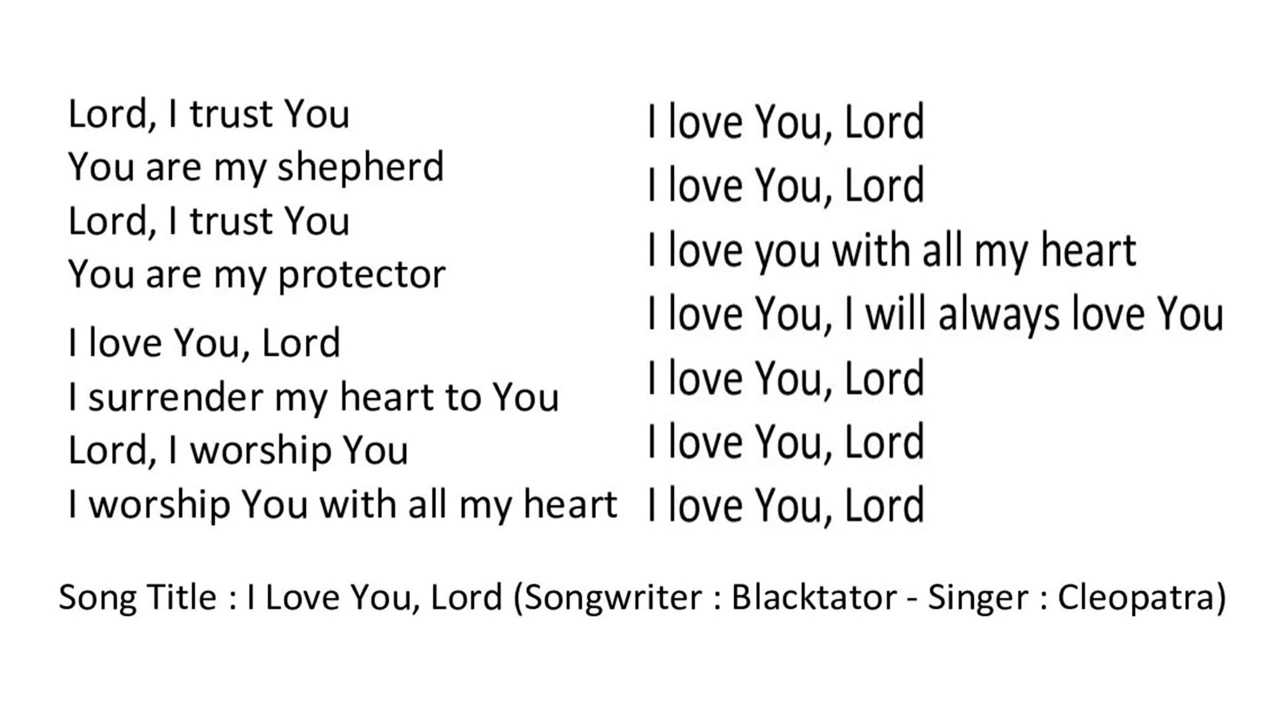 Lord, I trust You
You are my shepherd
Lord, I trust You
You are my protector
I love You, Lord
I surrender my heart to You
Lord, I worship You
I worship You with all my heart
I love You, Lord
I love You, Lord
I love you with all my heart
I love You, I will always love You
I love You, Lord
I love You, Lord
I love You, Lord
Song Title : I Love You, Lord (Songwriter : Blacktator - Singer : Cleopatra)